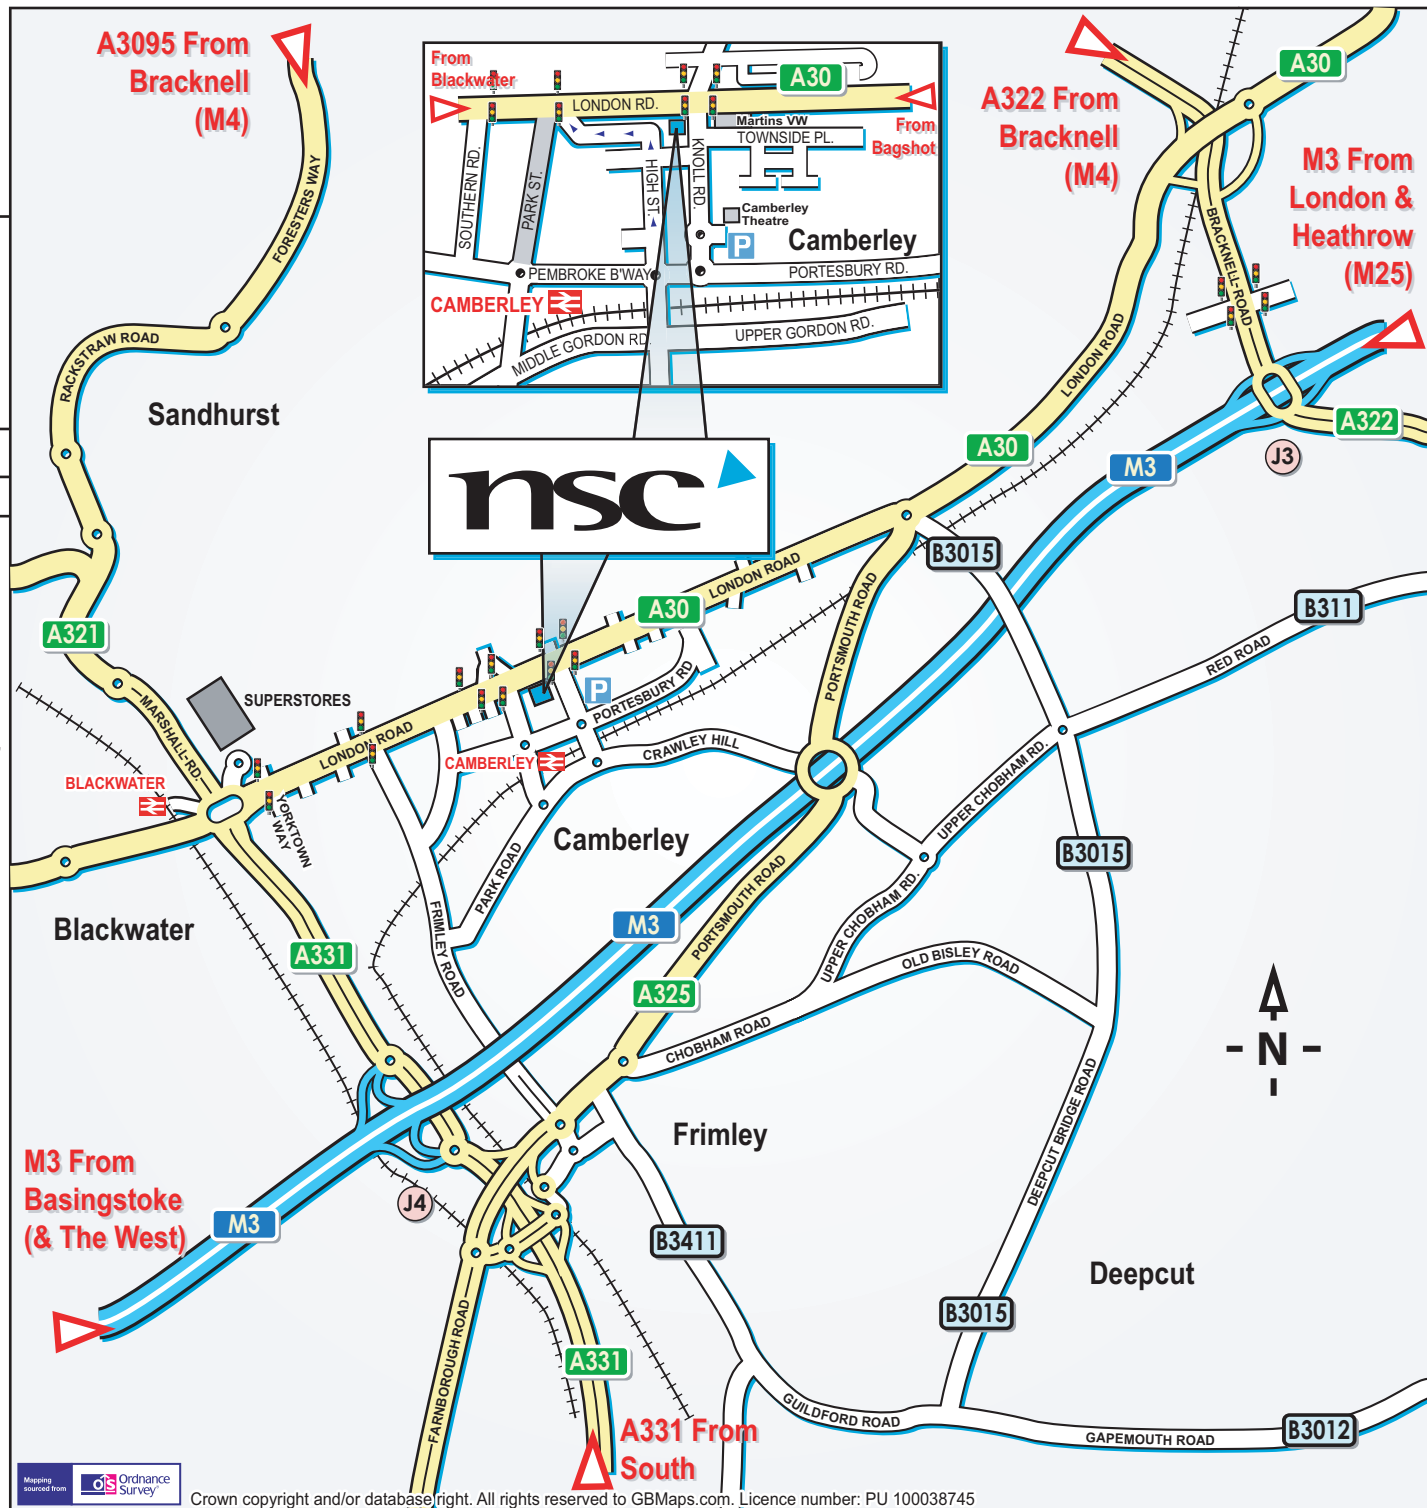 A3095 From
Bracknell
(M4)
FORESTERS WAY
RACKSTRAW ROAD
Sandhurst
From
Blackwater
LONDON RD.
A30
From
Bagshot
Martins VW
TOWNSIDE PL.
SOUTHERN RD.
PARK ST.
HIGH ST.
KNOLL RD.
Camberley
Theatre
P
Camberley
PEMBROKE B'WAY
PORTESBURY RD.
CAMBERLEY
MIDDLE GORDON RD.
UPPER GORDON RD.
A322 From
Bracknell
(M4)
A30
M3 From
London &
Heathrow
(M25)
BRACKNELL ROAD
LONDON ROAD
A322
J3
A30
M3
nsc
B3015
B311
RED ROAD
LONDON ROAD
A30
PORTSMOUTH ROAD
A321
MARSHALL RD.
SUPERSTORES
LONDON ROAD
P
PORTESBURY RD
CRAWLEY HILL
CAMBERLEY
BLACKWATER
YORKTOWN
WAY
UPPER CHOBHAM RD.
Camberley
B3015
PARK ROAD
FRIMLEY ROAD
Blackwater
A331
M3
PORTSMOUTH ROAD
UPPER CHOBHAM RD.
OLD BISLEY ROAD
A325
CHOBHAM ROAD
N
DEEPCUT BRIDGE ROAD
Frimley
M3 From
Basingstoke
(& The West)
M3
J4
B3411
Deepcut
B3015
FARNBOROUGH ROAD
A331
A331 From
South
GUILDFORD ROAD
GAPEMOUTH ROAD
B3012
Mapping
sourced from
OS Ordnance
Survey
Crown copyright and/or database right. All rights reserved to GBMaps.com. Licence number: PU 100038745